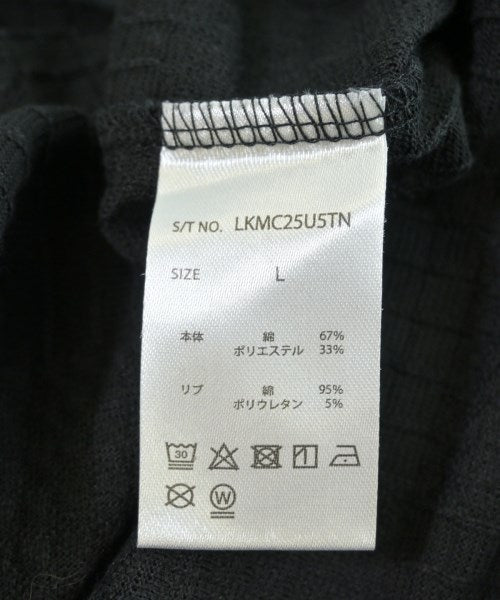 S/T NO. LKMC25U5TN
SIZE L
本体 綿 67%
ポリエステル 33%
リブ 綿 95%
ポリウレタン 5%
30
W